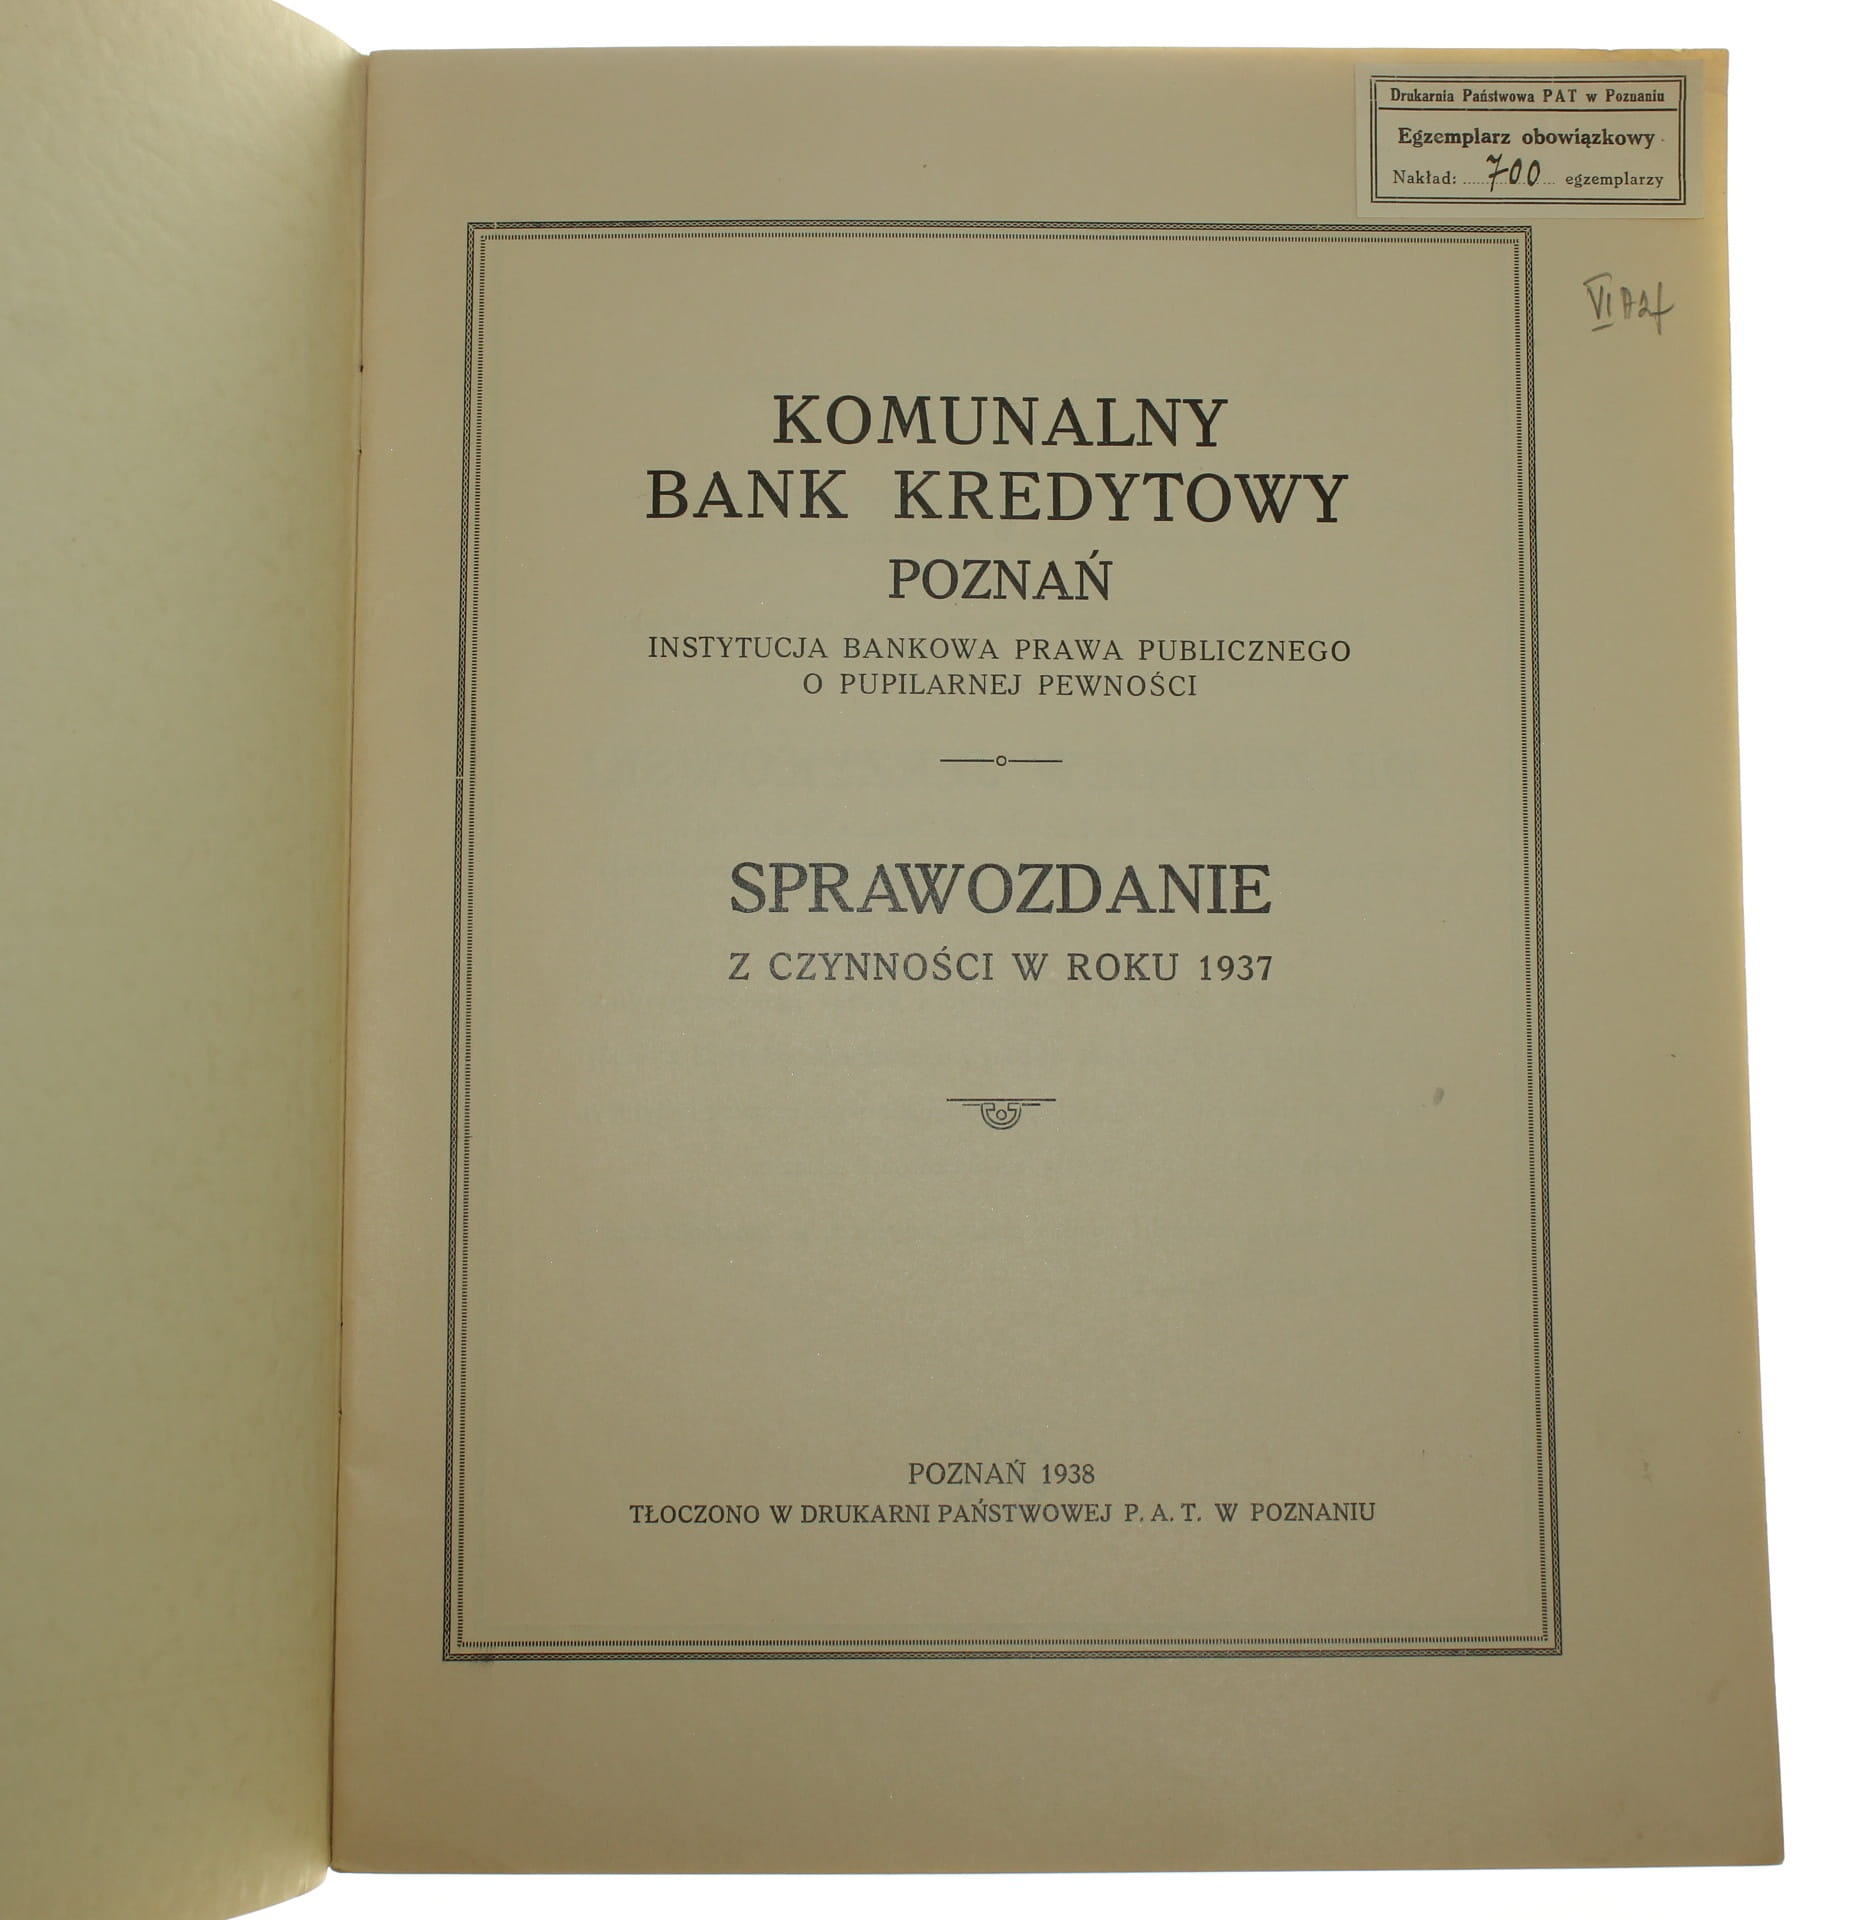 Drukarnia Państwowa PAT w Poznaniu
Egzemplarz obowiązkowy
Nakład: 700 egzemplarzy
KOMUNALNY
BANK KREDYTOWY
POZNAŃ
INSTYTUCJA BANKOWA PRAWA PUBLICZNEGO
O PUPILARNEJ PEWNOŚCI
SPRAWOZDANIE
Z CZYNNOŚCI W ROKU 1937
POZNAŃ 1938
TŁOCZONO W DRUKARNI PAŃSTWOWEJ P. A. T. W POZNANIU